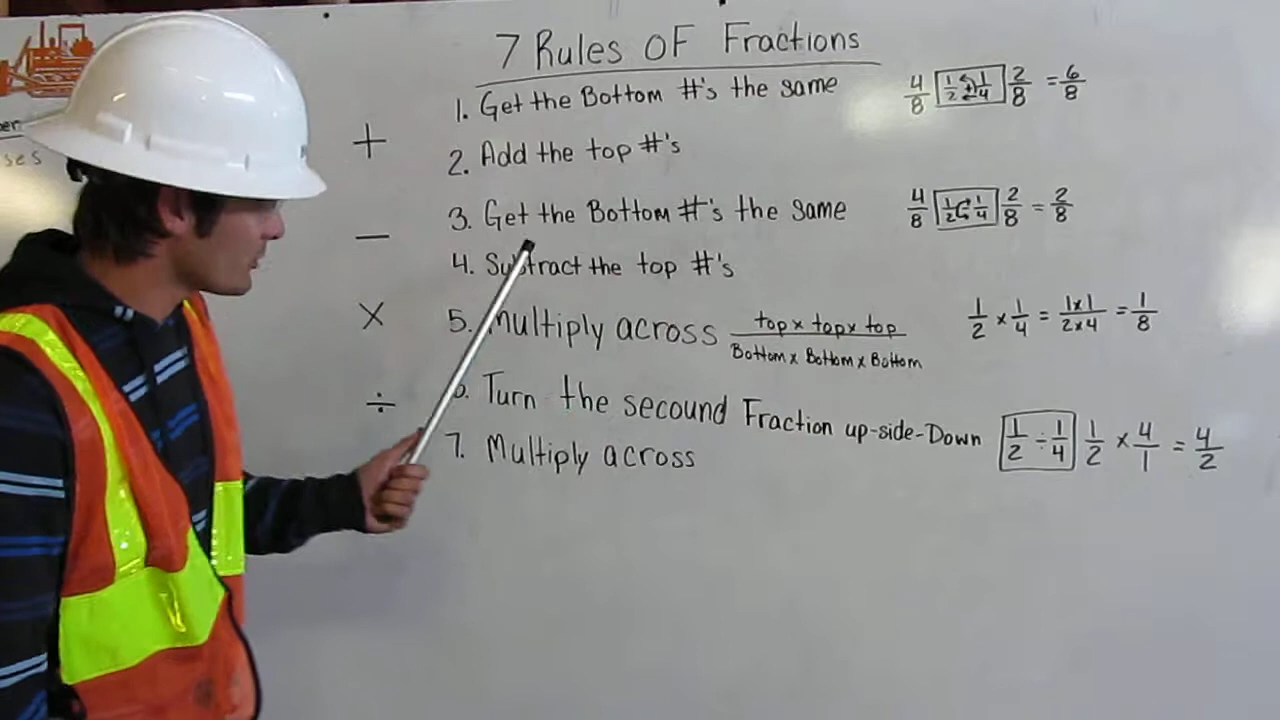 7 Rules OF Fractions
1. Get the Bottom #'s the same 4/8 1/2 + 1/4 2/8 = 6/8
+
2. Add the top #'s
3. Get the Bottom #'s the same 4/8 1/2 - 1/4 2/8 = 2/8
−
4. Subtract the top #'s
x 5. Multiply across top x top x top / Bottom x Bottom x Bottom 1/2 x 1/4 = 1x1/2x4 = 1/8
÷ 6. Turn the secound Fraction up-side-Down 1/2 ÷ 1/4 1/2 x 4/1 = 4/2
7. Multiply across
ses